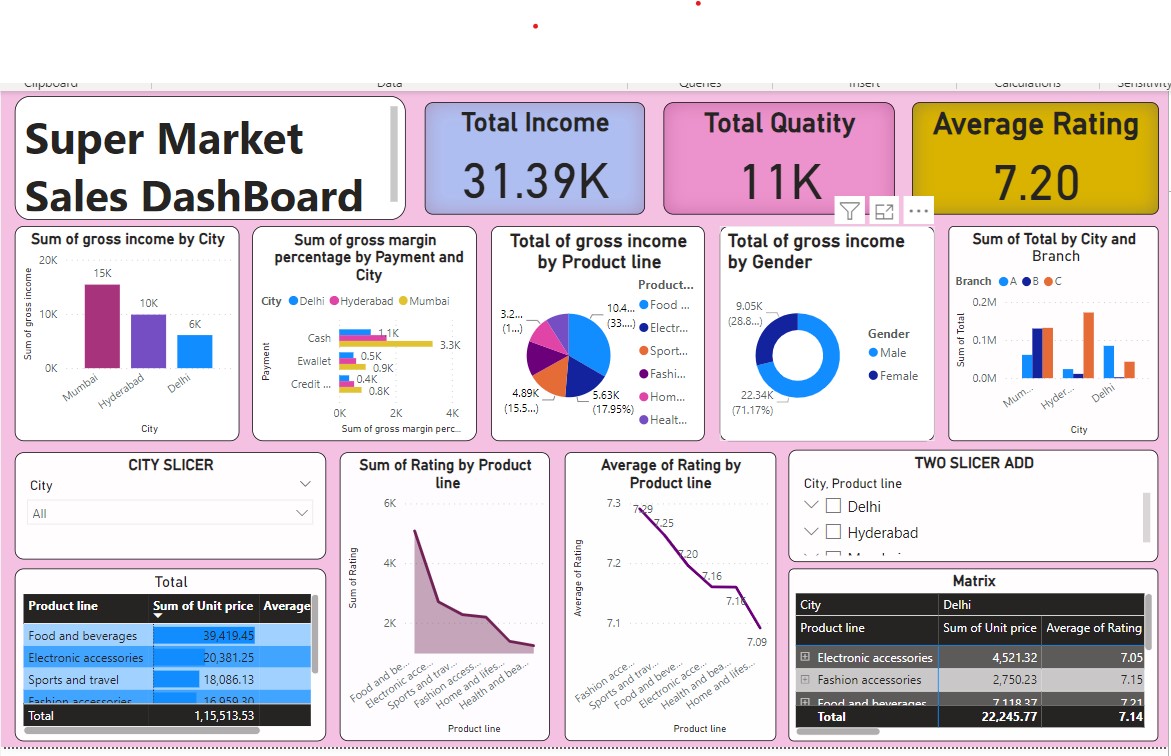 Clipboard
Data
Queries
Insert
Calculations
Sensitivity
Super Market
Sales DashBoard
Total Income
31.39K
Total Quatity
11K
Average Rating
7.20
Sum of gross income by City
Sum of gross income
20K
10K
0K
15K
10K
6K
Mumbai
Hyderabad
Delhi
City
Sum of gross margin
percentage by Payment and
City
City Delhi Hyderabad Mumbai
Payment
Cash
Ewallet
Credit ...
1.1K
3.3K
0.5K
0.9K
0.4K
0.8K
0K 2K 4K
Sum of gross margin perc...
Total of gross income
by Product line
Product...
Food ...
Electr...
Sport...
Fashi...
Hom...
Healt...
10.4...
(33....)
5.63K
(17.95%)
4.89K
(15.5...)
3.2...
(1...)
Total of gross income
by Gender
9.05K
(28.8...)
22.34K
(71.17%)
Gender
Male
Female
Sum of Total by City and
Branch
Branch A B C
Sum of Total
0.2M
0.1M
0.0M
Mum...
Hyder...
Delhi
City
CITY SLICER
City
All
Sum of Rating by Product
line
Sum of Rating
6K
4K
2K
Food and be...
Electronic acce...
Sports and trav...
Fashion access...
Home and lifes...
Health and bea...
Product line
Average of Rating by
Product line
Average of Rating
7.3
7.2
7.1
7.29
7.25
7.20
7.16
7.16
7.09
Fashion acce...
Sports and tray...
Food and beve...
Electronic acce...
Health and bea...
Home and lifes...
Product line
TWO SLICER ADD
City, Product line
Delhi
Hyderabad
Total
Product line Sum of Unit price Average
Food and beverages 39,419.45
Electronic accessories 20,381.25
Sports and travel 18,086.13
Fashion accessories 16,959.30
Total 1,15,513.53
Matrix
City Delhi
Product line Sum of Unit price Average of Rating
Electronic accessories 4,521.32 7.05
Fashion accessories 2,750.23 7.15
Food and beverages 7,118.37 7.21
Total 22,245.77 7.14